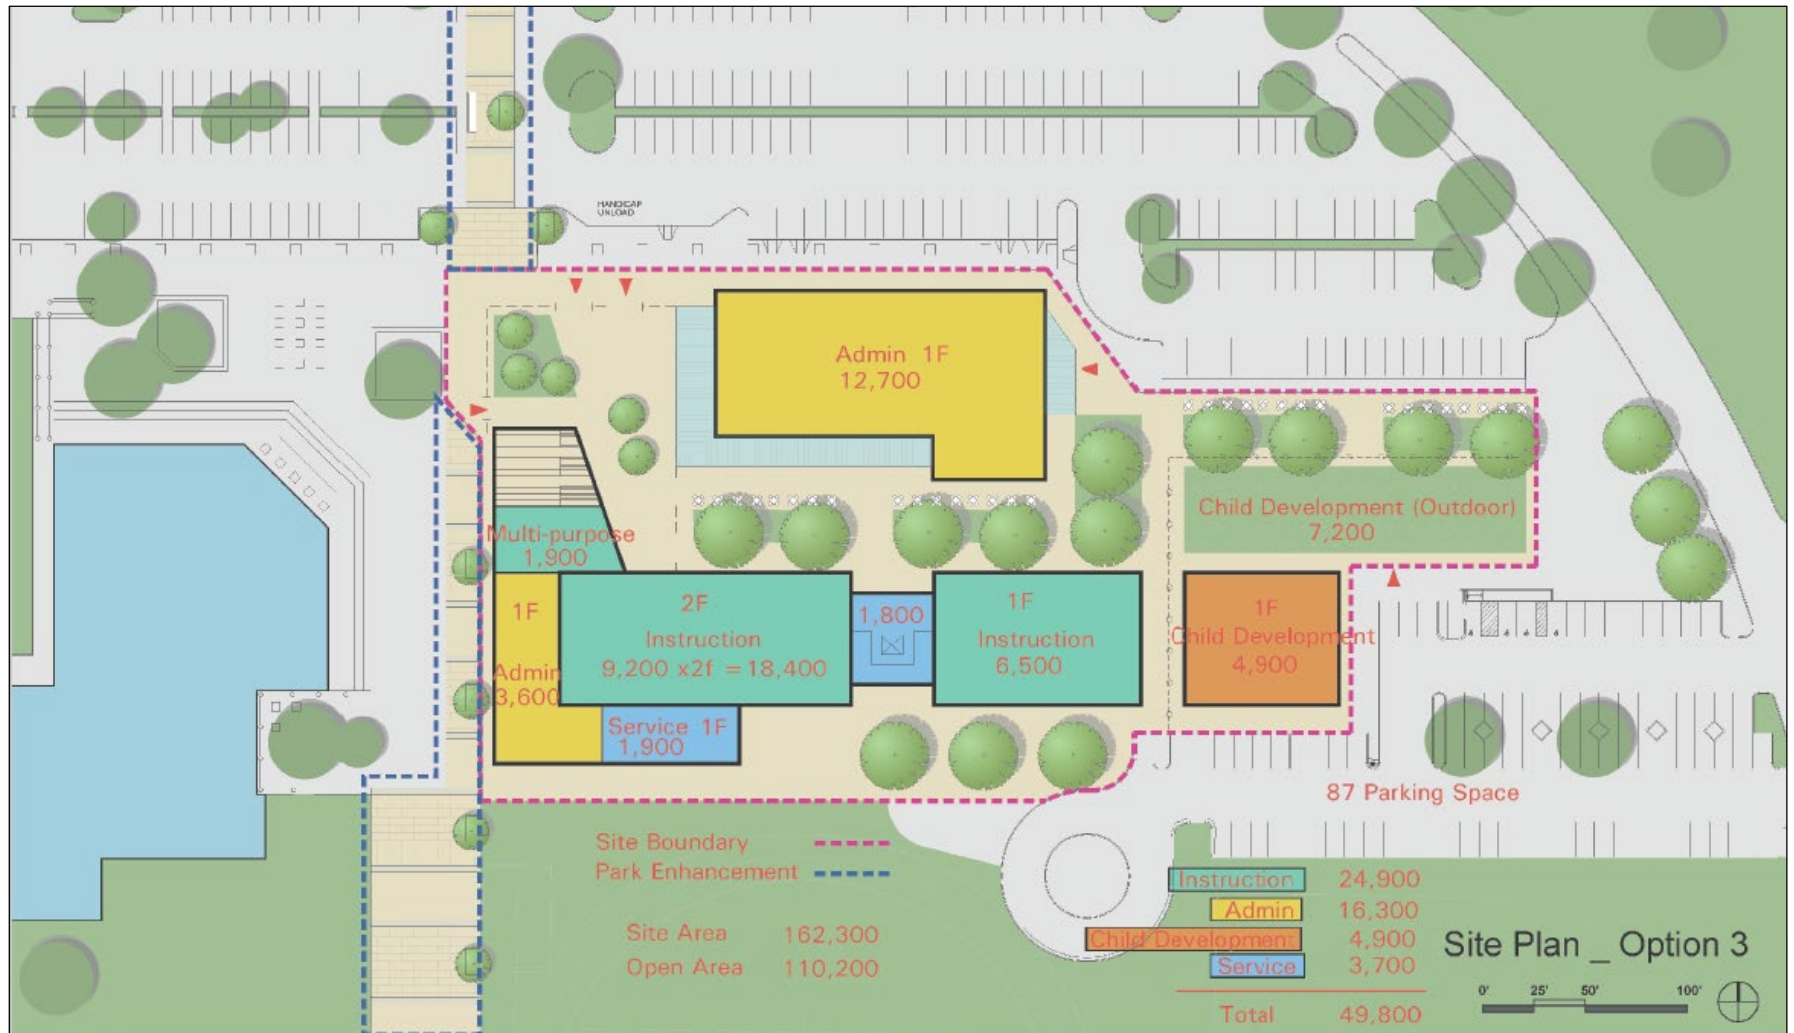 HANDICAP
UNLOAD
Admin 1F
12,700
Child Development (Outdoor)
7,200
Multi-purpose
1,900
1F
Admin
3,600
2F
Instruction
9,200 x2f = 18,400
1,800
1F
Instruction
6,500
1F
Child Development
4,900
Service 1F
1,900
87 Parking Space
Site Boundary
Park Enhancement
Site Area 162,300
Open Area 110,200
Instruction 24,900
Admin 16,300
Child Development 4,900
Service 3,700
Total 49,800
Site Plan _ Option 3
0' 25' 50' 100'